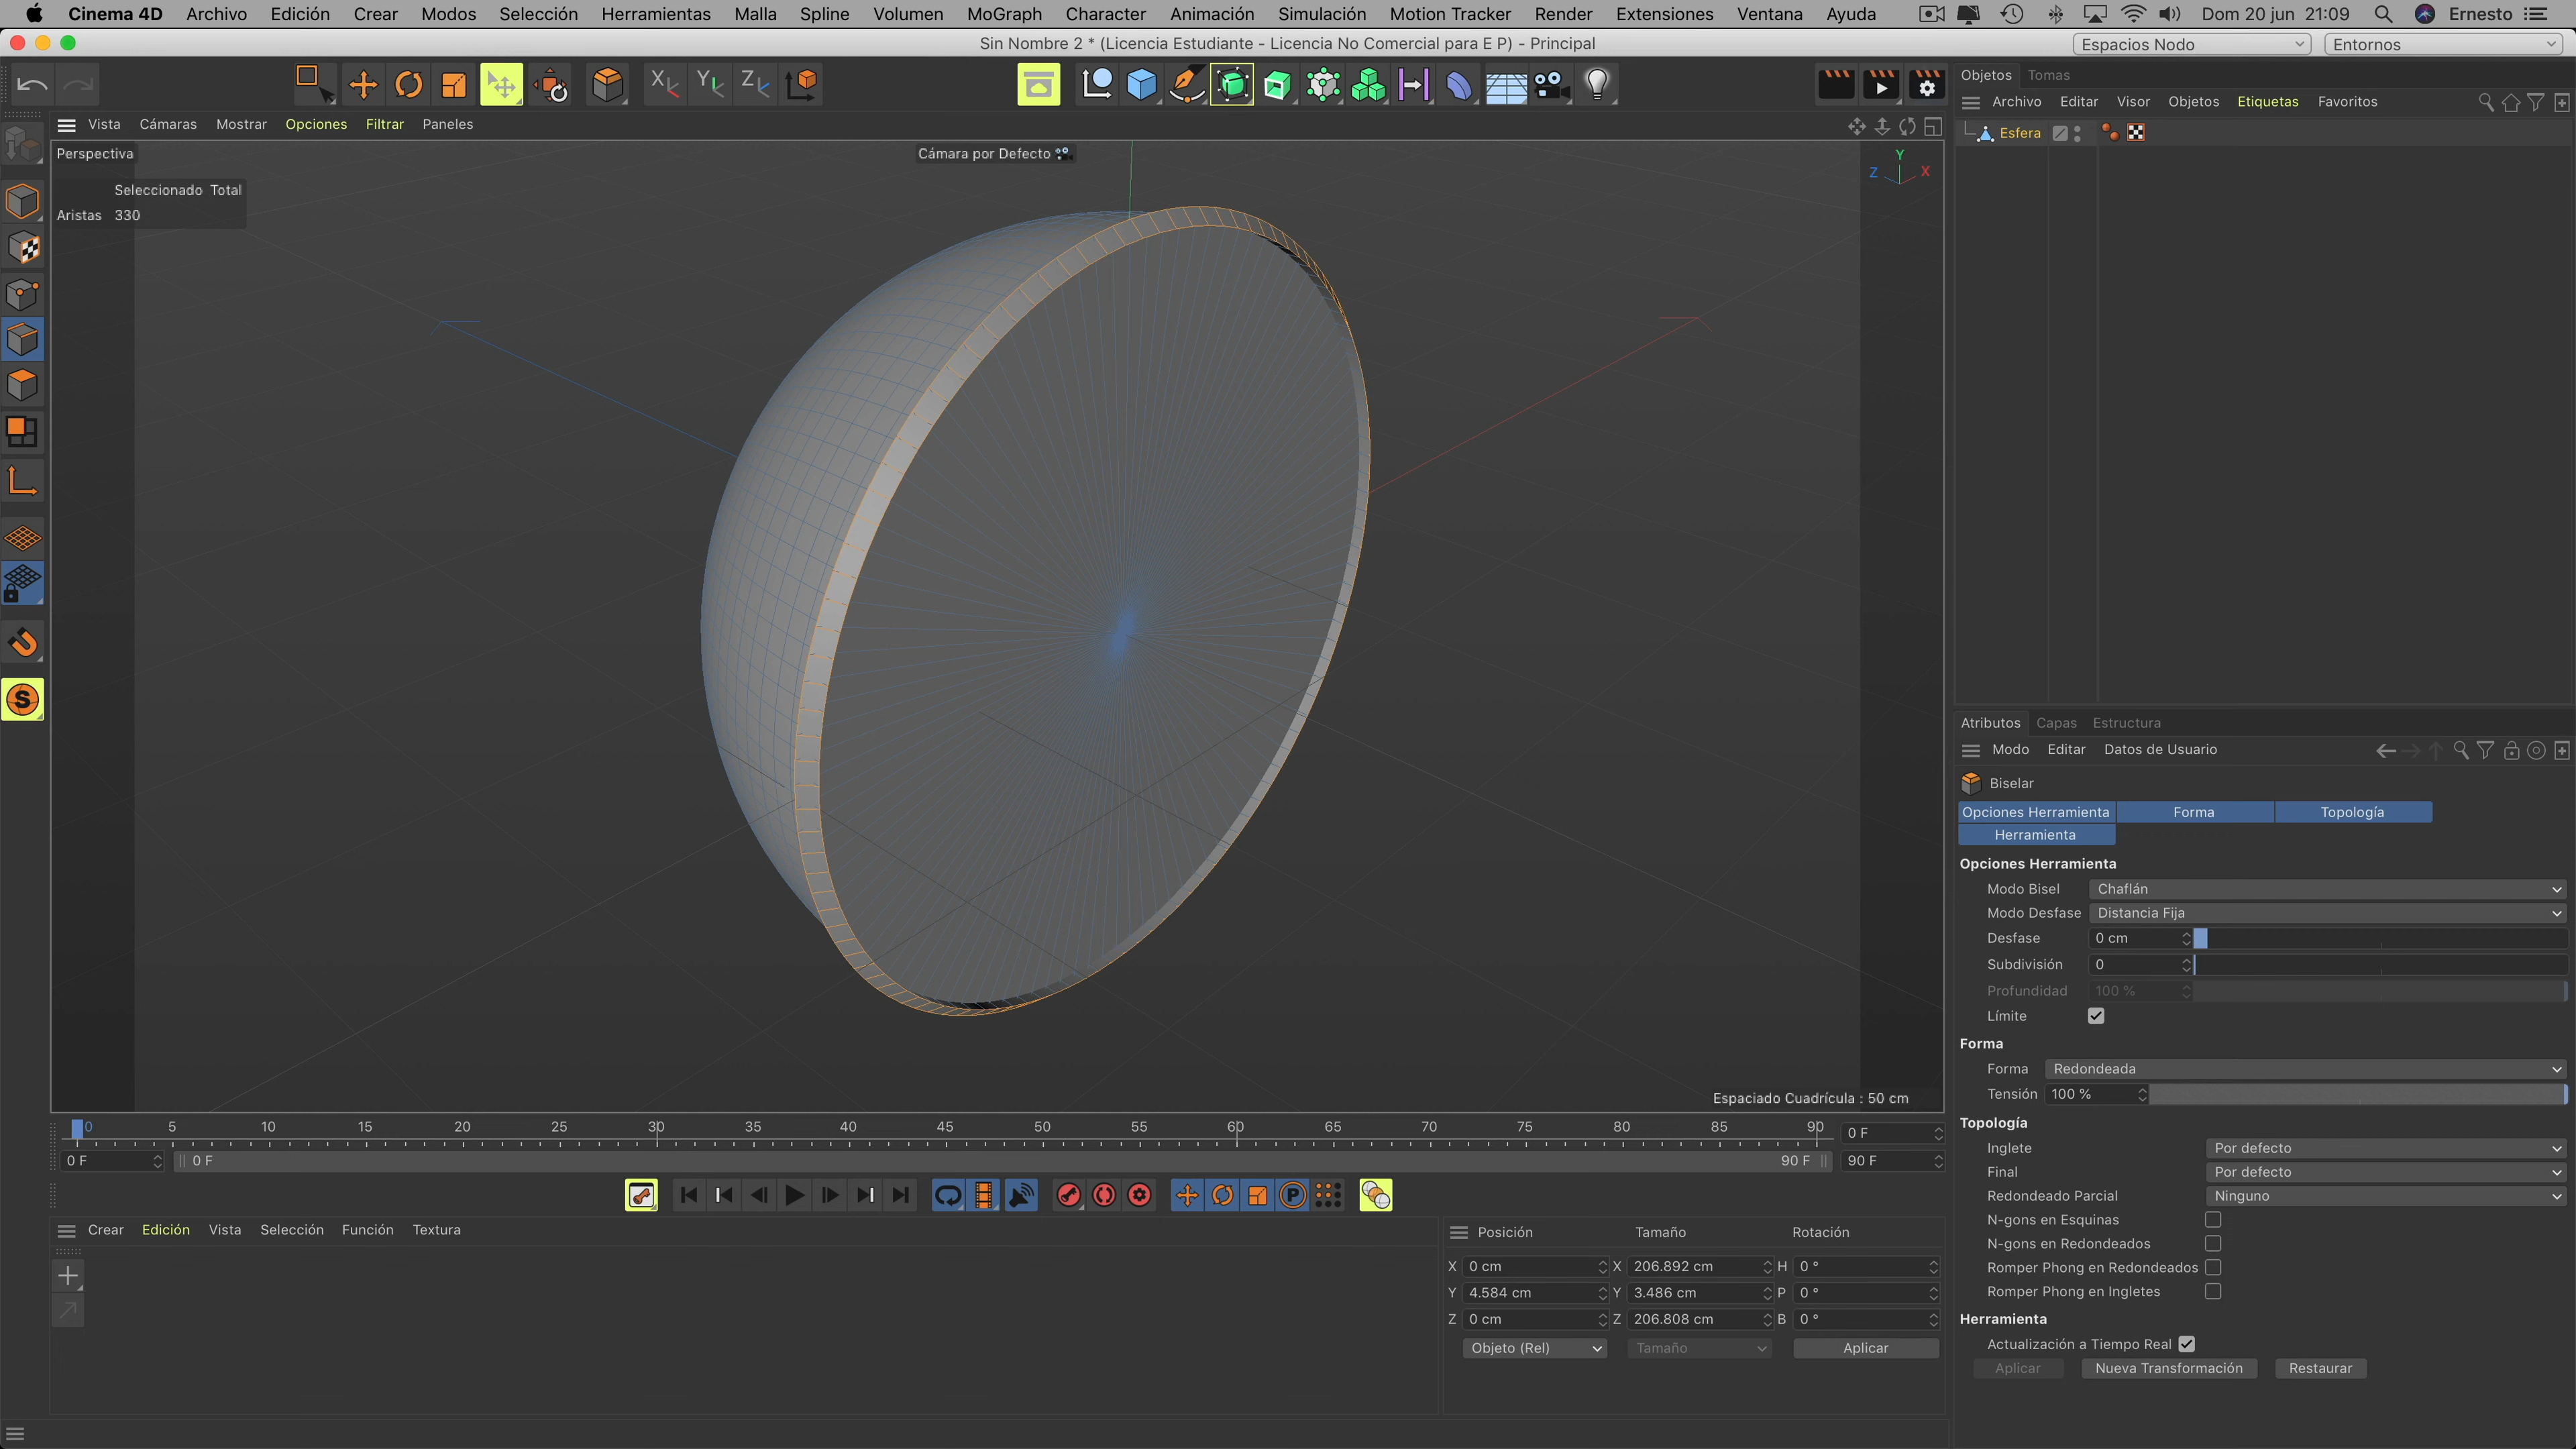 Cinema 4D Archivo Edición Crear Modos Selección Herramientas Malla Spline Volumen MoGraph Character Animación Simulación Motion Tracker Render Extensiones Ventana Ayuda Dom 20 jun 21:09 Ernesto
Sin Nombre 2 * (Licencia Estudiante - Licencia No Comercial para E P) - Principal
Espacios Nodo
Entornos
X Y Z
Vista Cámaras Mostrar Opciones Filtrar Paneles
Perspectiva
Cámara por Defecto
Seleccionado Total
Aristas 330
Y
Z X
Espaciado Cuadrícula : 50 cm
S
0 5 10 15 20 25 30 35 40 45 50 55 60 65 70 75 80 85 90
0 F
0 F 0 F 90 F 90 F
P
Crear Edición Vista Selección Función Textura
Posición Tamaño Rotación
X 0 cm X 206.892 cm H 0 °
Y 4.584 cm Y 3.486 cm P 0 °
Z 0 cm Z 206.808 cm B 0 °
Objeto (Rel) Tamaño Aplicar
Objetos Tomas
Archivo Editar Visor Objetos Etiquetas Favoritos
Esfera
Atributos Capas Estructura
Modo Editar Datos de Usuario
Biselar
Opciones Herramienta Forma Topología
Herramienta
Opciones Herramienta
Modo Bisel Chaflán
Modo Desfase Distancia Fija
Desfase 0 cm
Subdivisión 0
Profundidad 100 %
Límite
Forma
Forma Redondeada
Tensión 100 %
Topología
Inglete Por defecto
Final Por defecto
Redondeado Parcial Ninguno
N-gons en Esquinas
N-gons en Redondeados
Romper Phong en Redondeados
Romper Phong en Ingletes
Herramienta
Actualización a Tiempo Real
Aplicar Nueva Transformación Restaurar